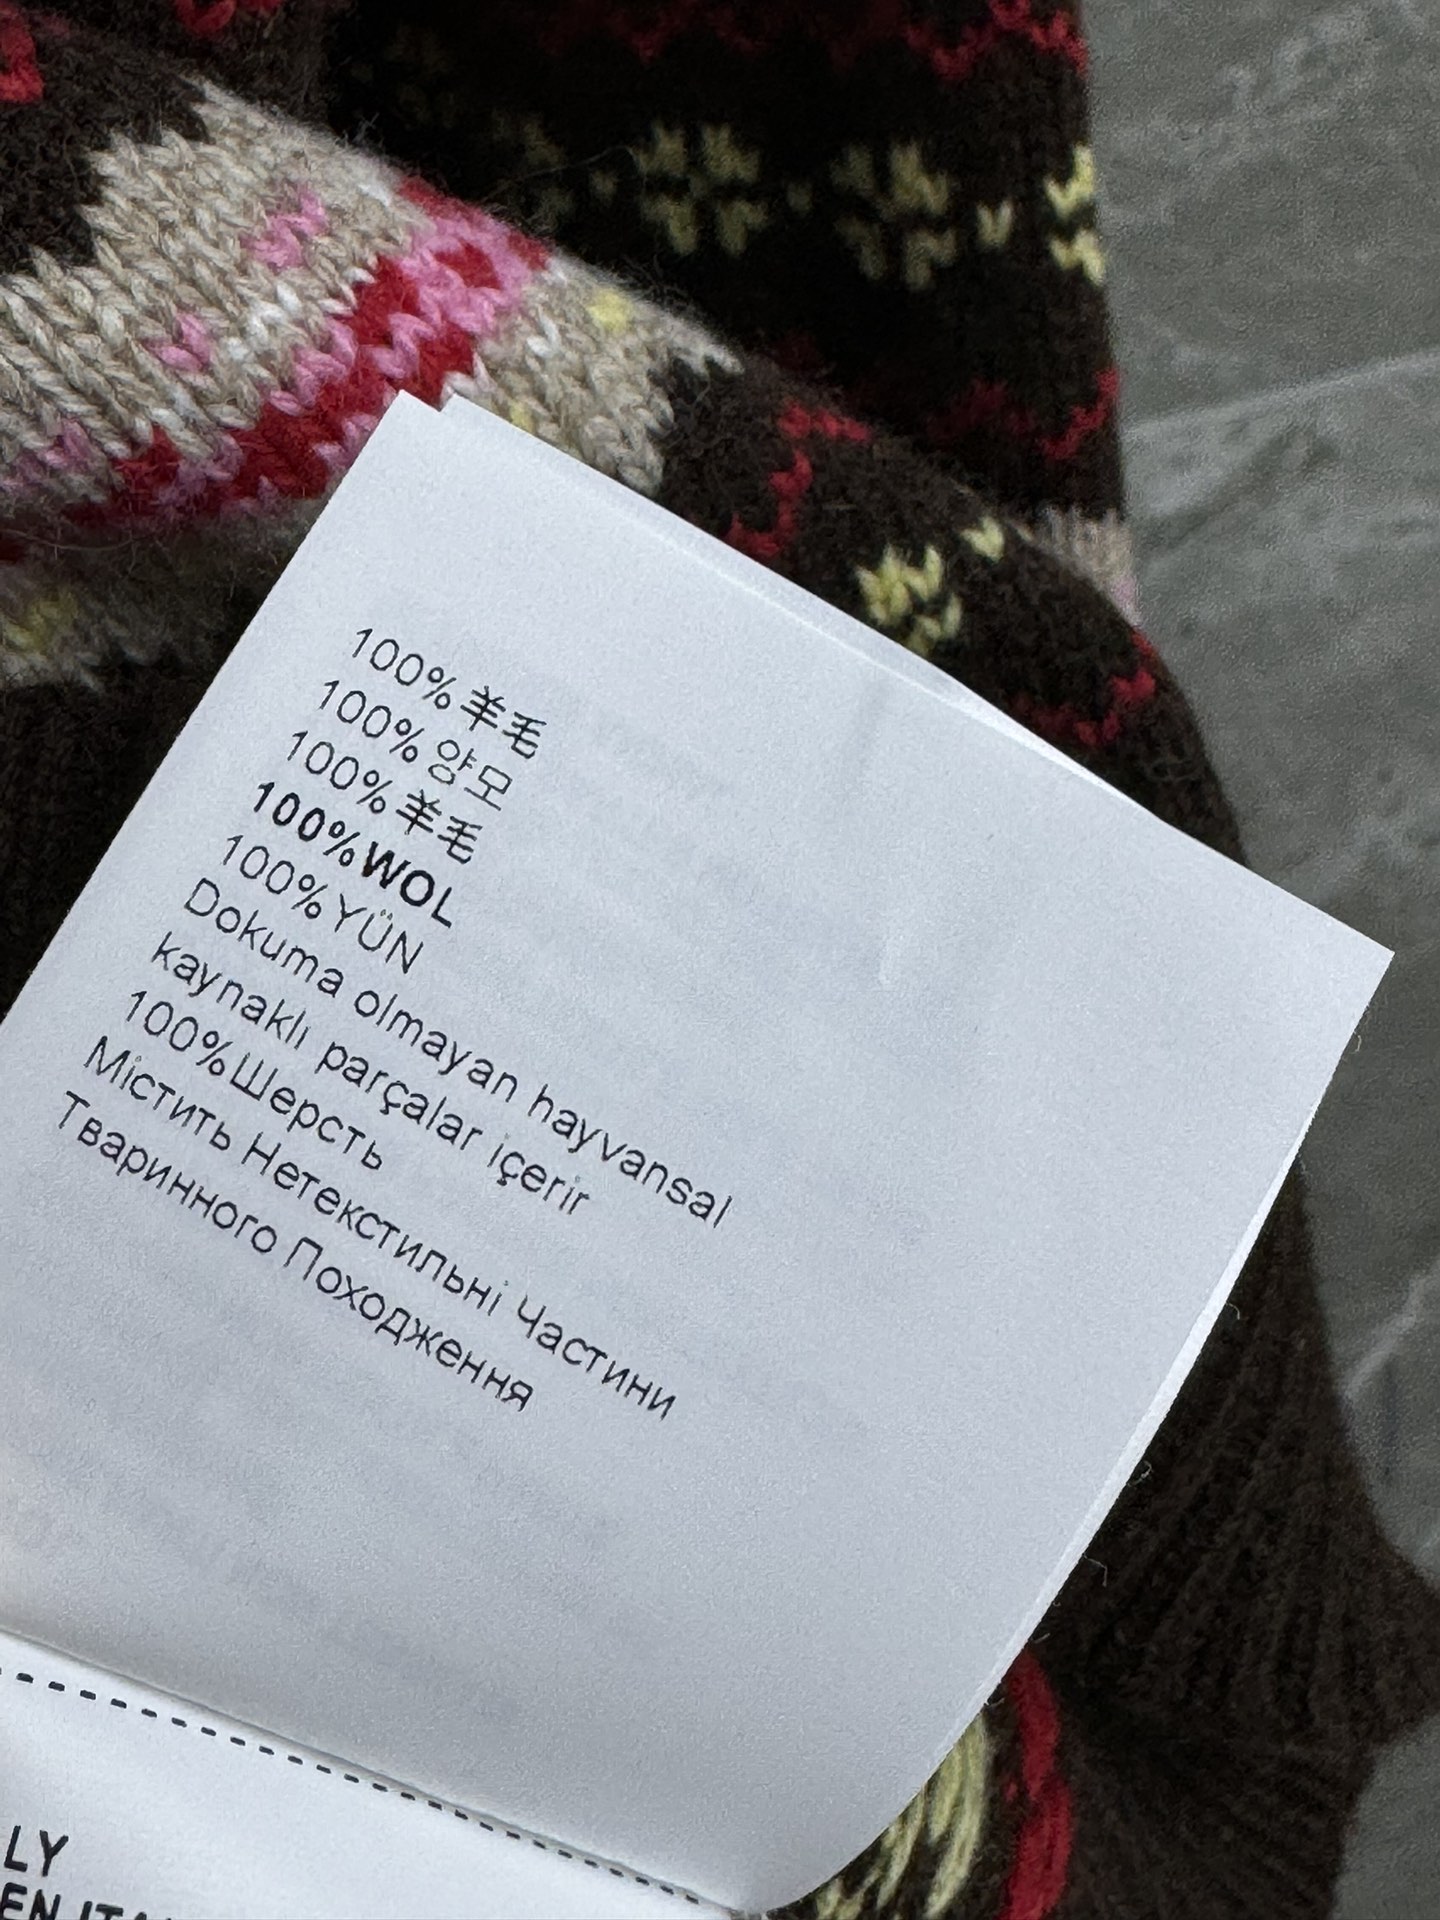 100%羊毛
100%양모
100%羊毛
100%WOL
100%YÜN
Dokuma olmayan hayvansal
kaynaklı parçalar içerir
100%Шерсть
Містить Нетекстильні Частини
Тваринного Походження
LY